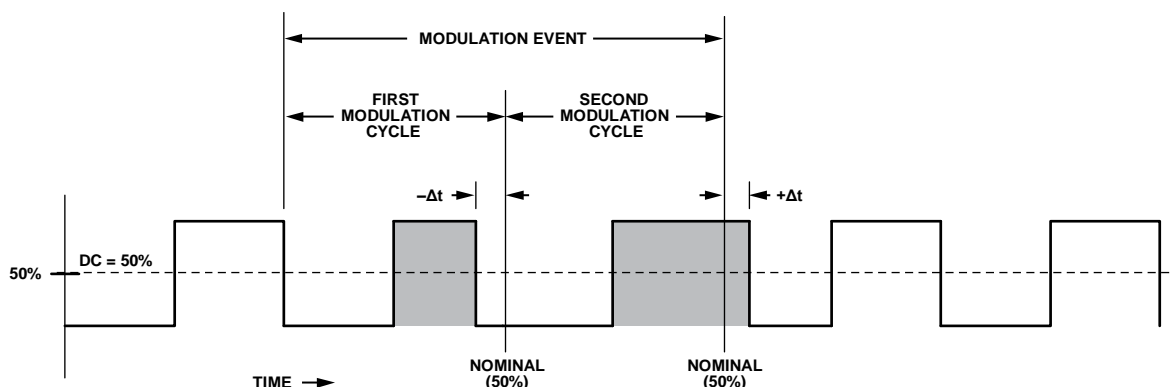 MODULATION EVENT
FIRST
MODULATION
CYCLE
SECOND
MODULATION
CYCLE
–Δt
+Δt
DC = 50%
50%
NOMINAL
(50%)
NOMINAL
(50%)
TIME